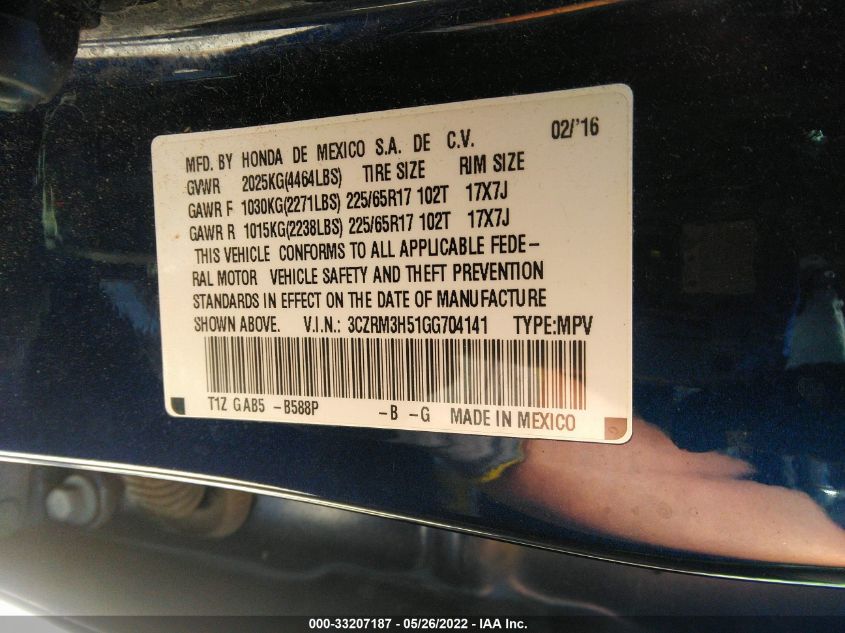 MFD. BY HONDA DE MEXICO S.A. DE C.V. 02/'16
GVWR 2025KG(4464LBS) TIRE SIZE RIM SIZE
GAWR F 1030KG(2271LBS) 225/65R17 102T 17X7J
GAWR R 1015KG(2238LBS) 225/65R17 102T 17X7J
THIS VEHICLE CONFORMS TO ALL APPLICABLE FEDE-
RAL MOTOR VEHICLE SAFETY AND THEFT PREVENTION
STANDARDS IN EFFECT ON THE DATE OF MANUFACTURE
SHOWN ABOVE. V.I.N.: 3CZRM3H51GG704141 TYPE:MPV
T1Z GAB5 -B588P -B -G MADE IN MEXICO
000-33207187 - 05/26/2022 - IAA Inc.